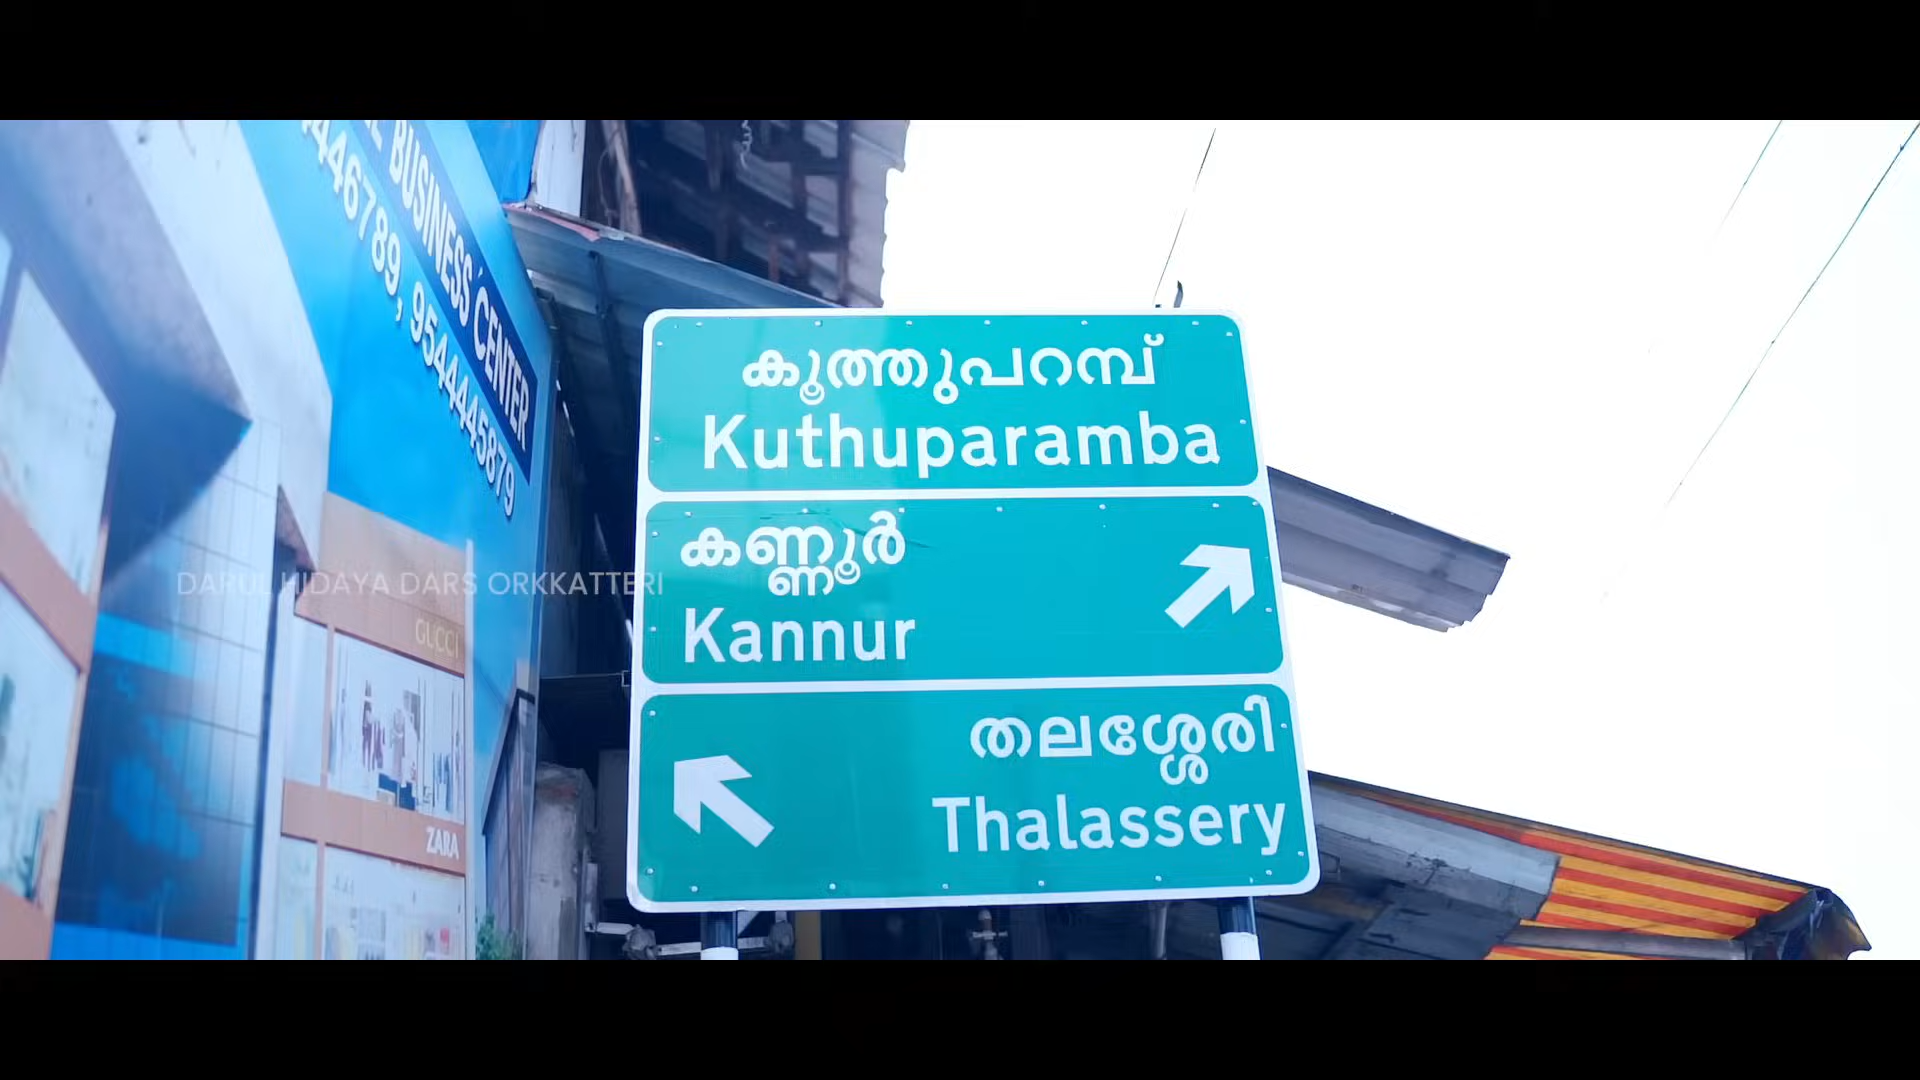 BUSINESS CENTER
446789, 9544445879
കൂത്തുപറമ്പ്
Kuthuparamba
കണ്ണൂർ
Kannur
തലശ്ശേരി
Thalassery
DARUL HIDAYA DARS ORKKATTERI
GUCCI
ZARA